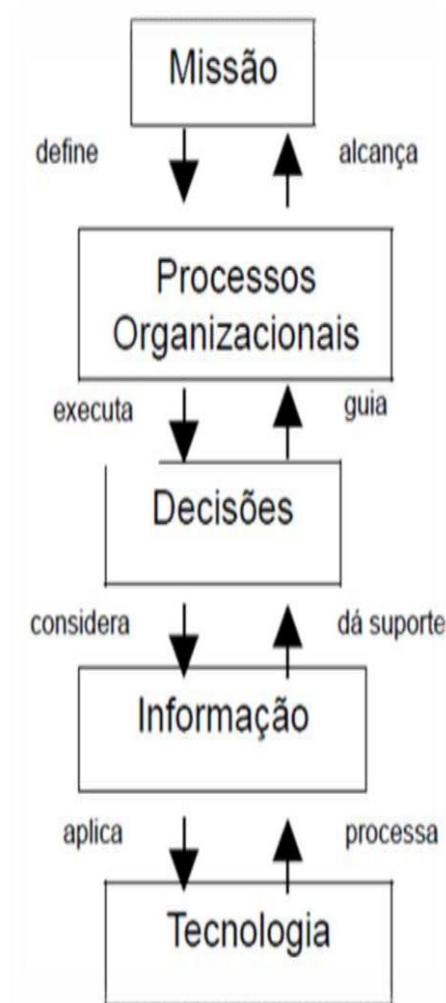 Missão
define alcança
Processos
Organizacionais
executa guia
Decisões
considera dá suporte
Informação
aplica processa
Tecnologia